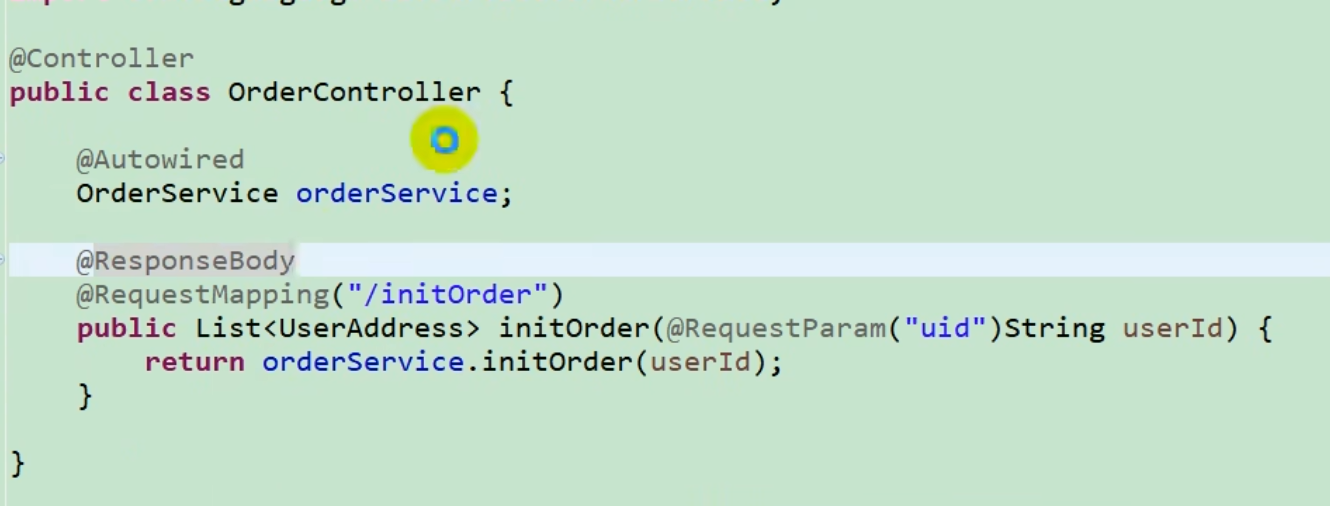 @Controller
public class OrderController {
@Autowired
OrderService orderService;
@ResponseBody
@RequestMapping("/initOrder")
public List<UserAddress> initOrder(@RequestParam("uid")String userId) {
return orderService.initOrder(userId);
}
}